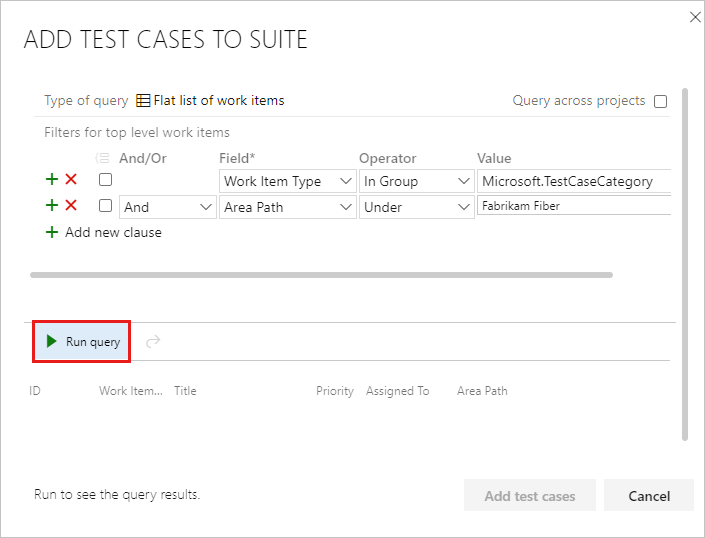 ADD TEST CASES TO SUITE
Type of query Flat list of work items Query across projects
Filters for top level work items
And/Or Field* Operator Value
Work Item Type In Group Microsoft.TestCaseCategory
And Area Path Under Fabrikam Fiber
Add new clause
Run query
ID Work Item... Title Priority Assigned To Area Path
Run to see the query results. Add test cases Cancel